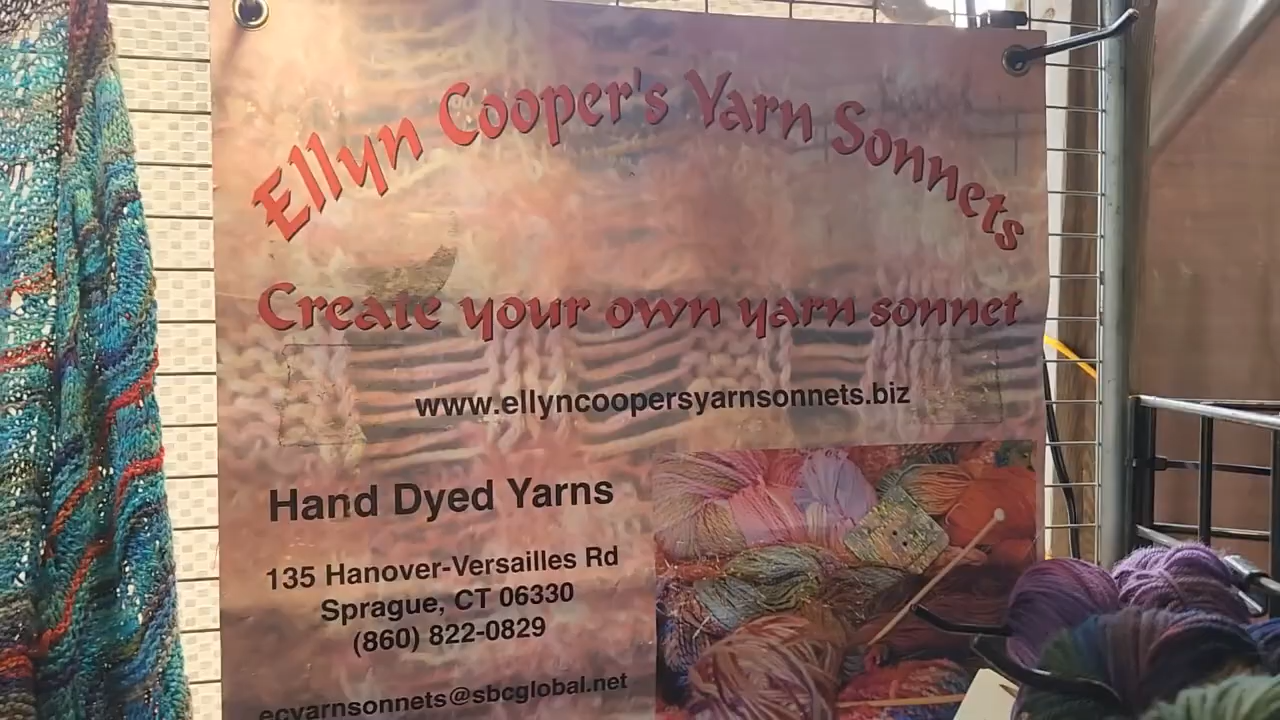 Ellyn Cooper's Yarn Sonnets
Create your own yarn sonnet
www.ellyncoopersyarnsonnets.biz
Hand Dyed Yarns
135 Hanover-Versailles Rd
Sprague, CT 06330
(860) 822-0829
ecyarnsonnets@sbcglobal.net